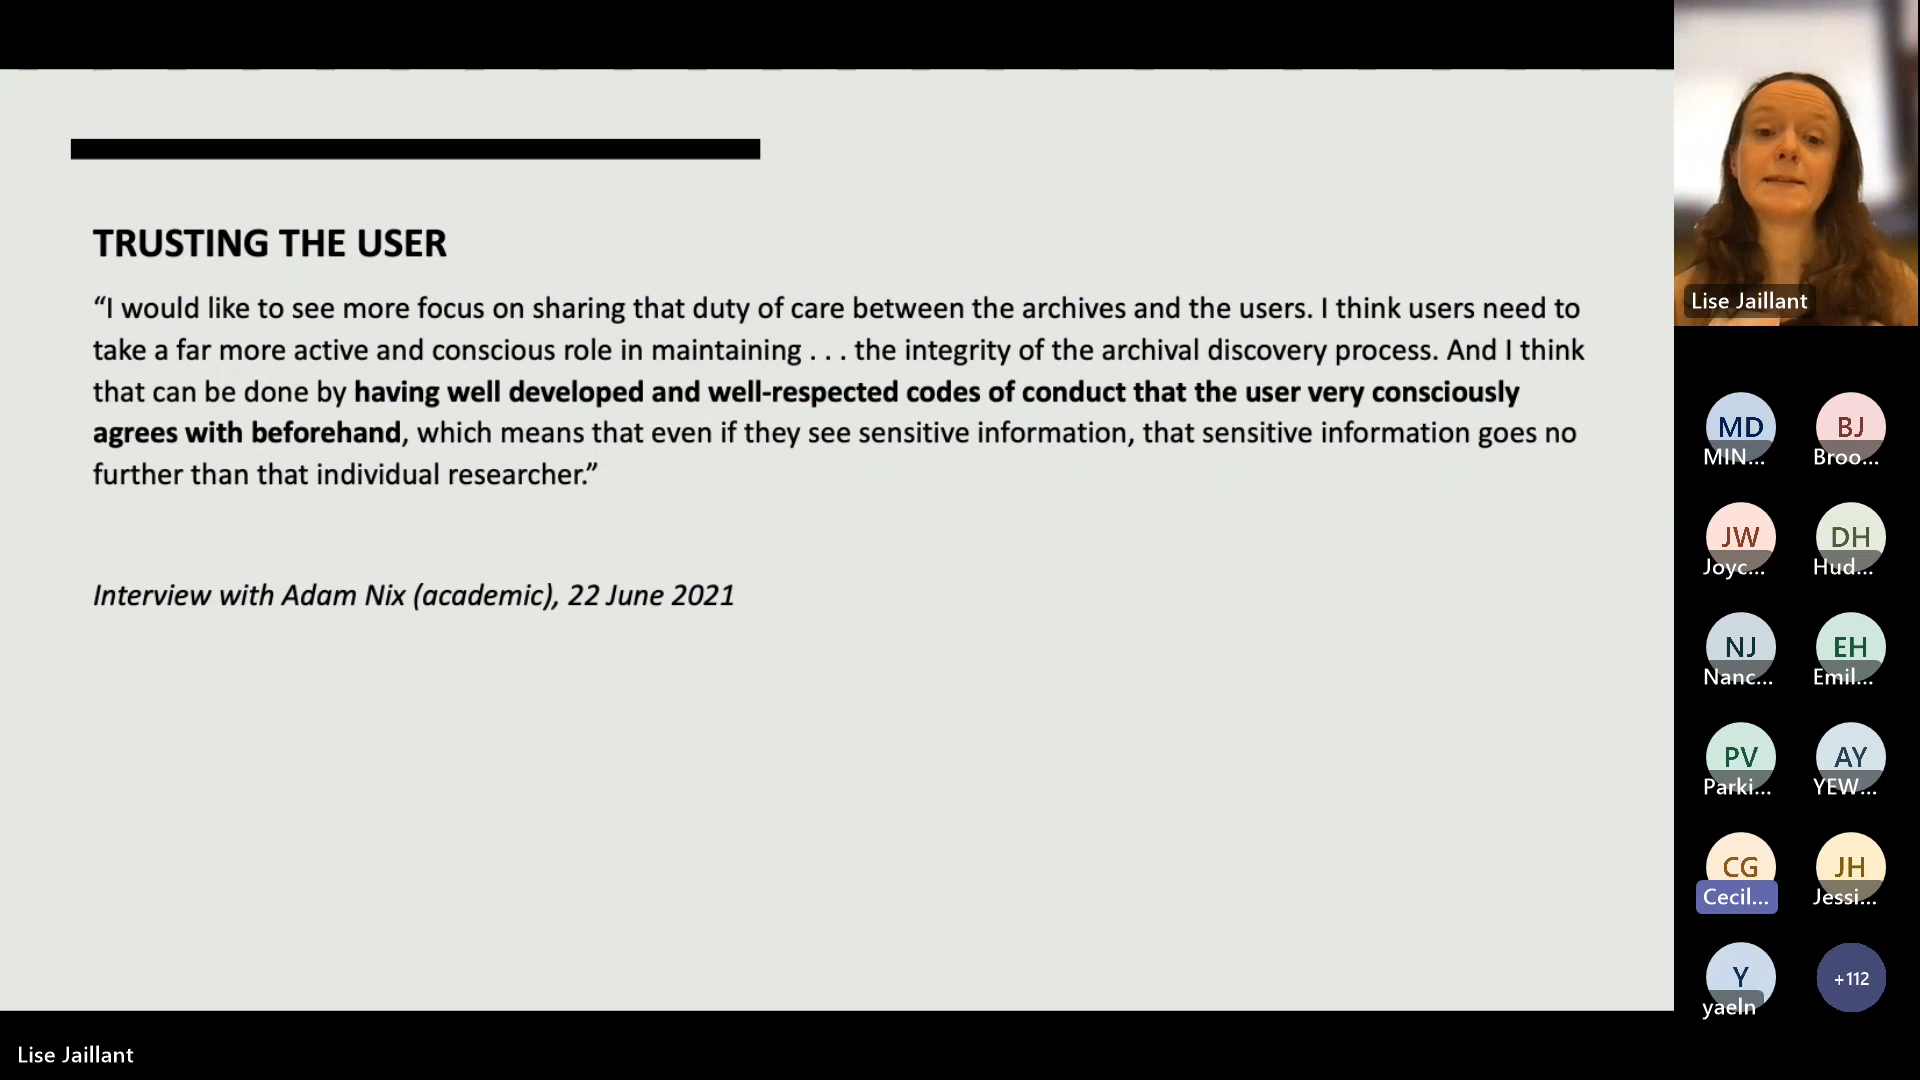 TRUSTING THE USER
“I would like to see more focus on sharing that duty of care between the archives and the users. I think users need to
take a far more active and conscious role in maintaining . . . the integrity of the archival discovery process. And I think
that can be done by having well developed and well-respected codes of conduct that the user very consciously
agrees with beforehand, which means that even if they see sensitive information, that sensitive information goes no
further than that individual researcher.”
Interview with Adam Nix (academic), 22 June 2021
Lise Jaillant
Lise Jaillant
MD
MIN...
BJ
Broo...
JW
Joyc...
DH
Hud...
NJ
Nanc...
EH
Emil...
PV
Parki...
AY
YEW...
CG
Cecil...
JH
Jessi...
Y
yaeln
+112